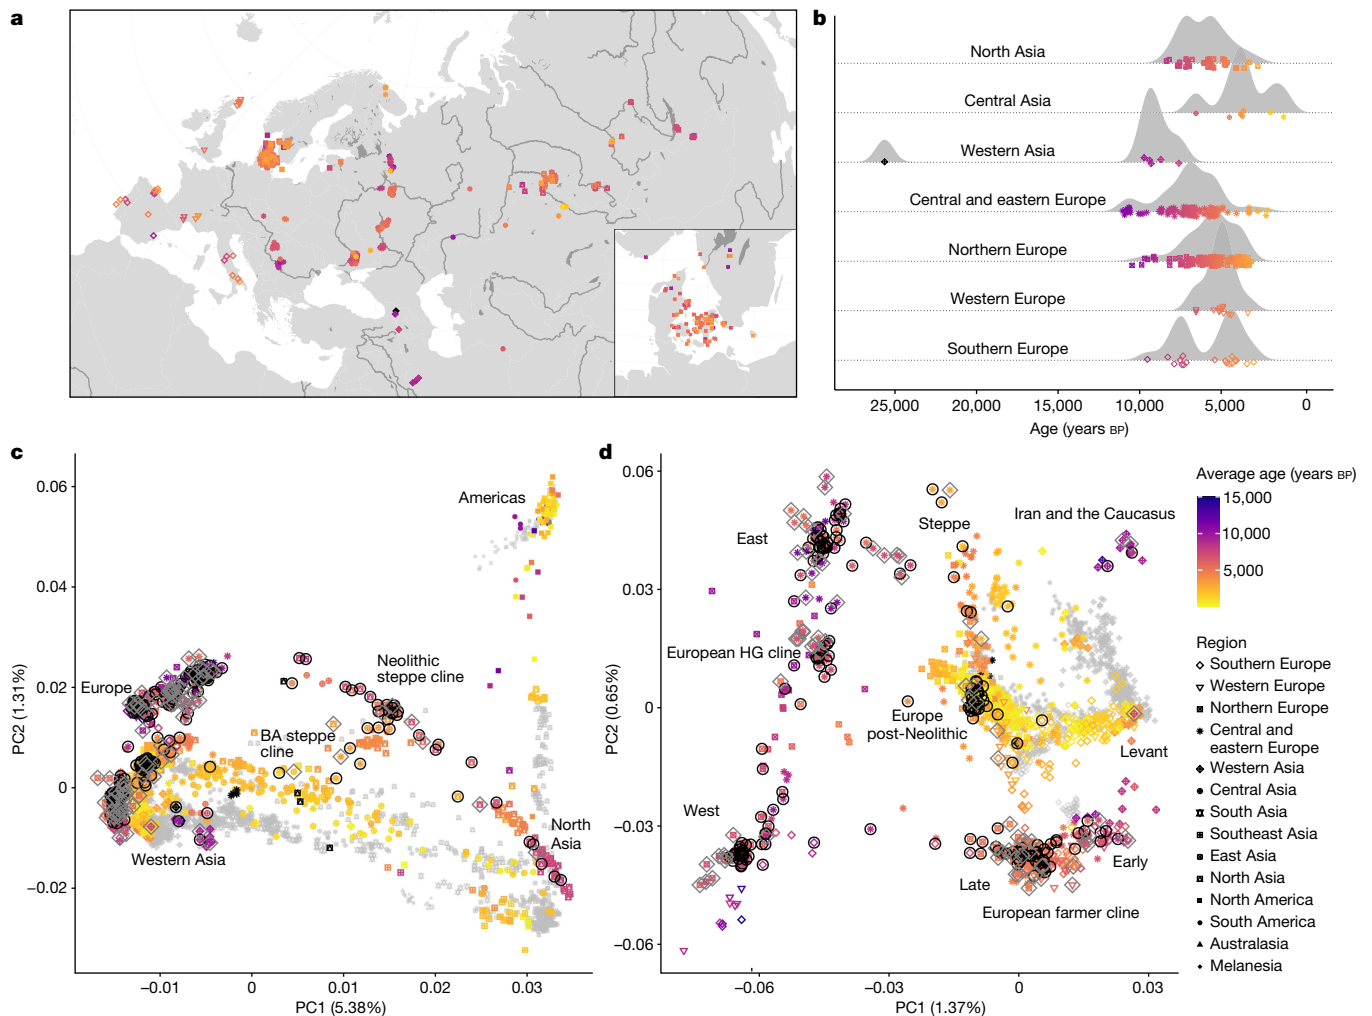 a
b
North Asia
Central Asia
Western Asia
Central and eastern Europe
Northern Europe
Western Europe
Southern Europe
25,000
20,000
15,000
10,000
5,000
0
Age (years BP)
c
0.06
0.04
0.02
0
−0.02
PC2 (1.31%)
Americas
Neolithic
steppe cline
Europe
BA steppe
cline
Western Asia
North
Asia
−0.01
0
0.01
0.02
0.03
PC1 (5.38%)
d
0.06
0.03
0
−0.03
−0.06
PC2 (0.65%)
East
Steppe
Iran and the Caucasus
European HG cline
Europe
post-Neolithic
Levant
West
Early
Late
European farmer cline
−0.06
−0.03
0
0.03
PC1 (1.37%)
Average age (years BP)
15,000
10,000
5,000
Region
Southern Europe
Western Europe
Northern Europe
Central and
eastern Europe
Western Asia
Central Asia
South Asia
Southeast Asia
East Asia
North Asia
North America
South America
Australasia
Melanesia